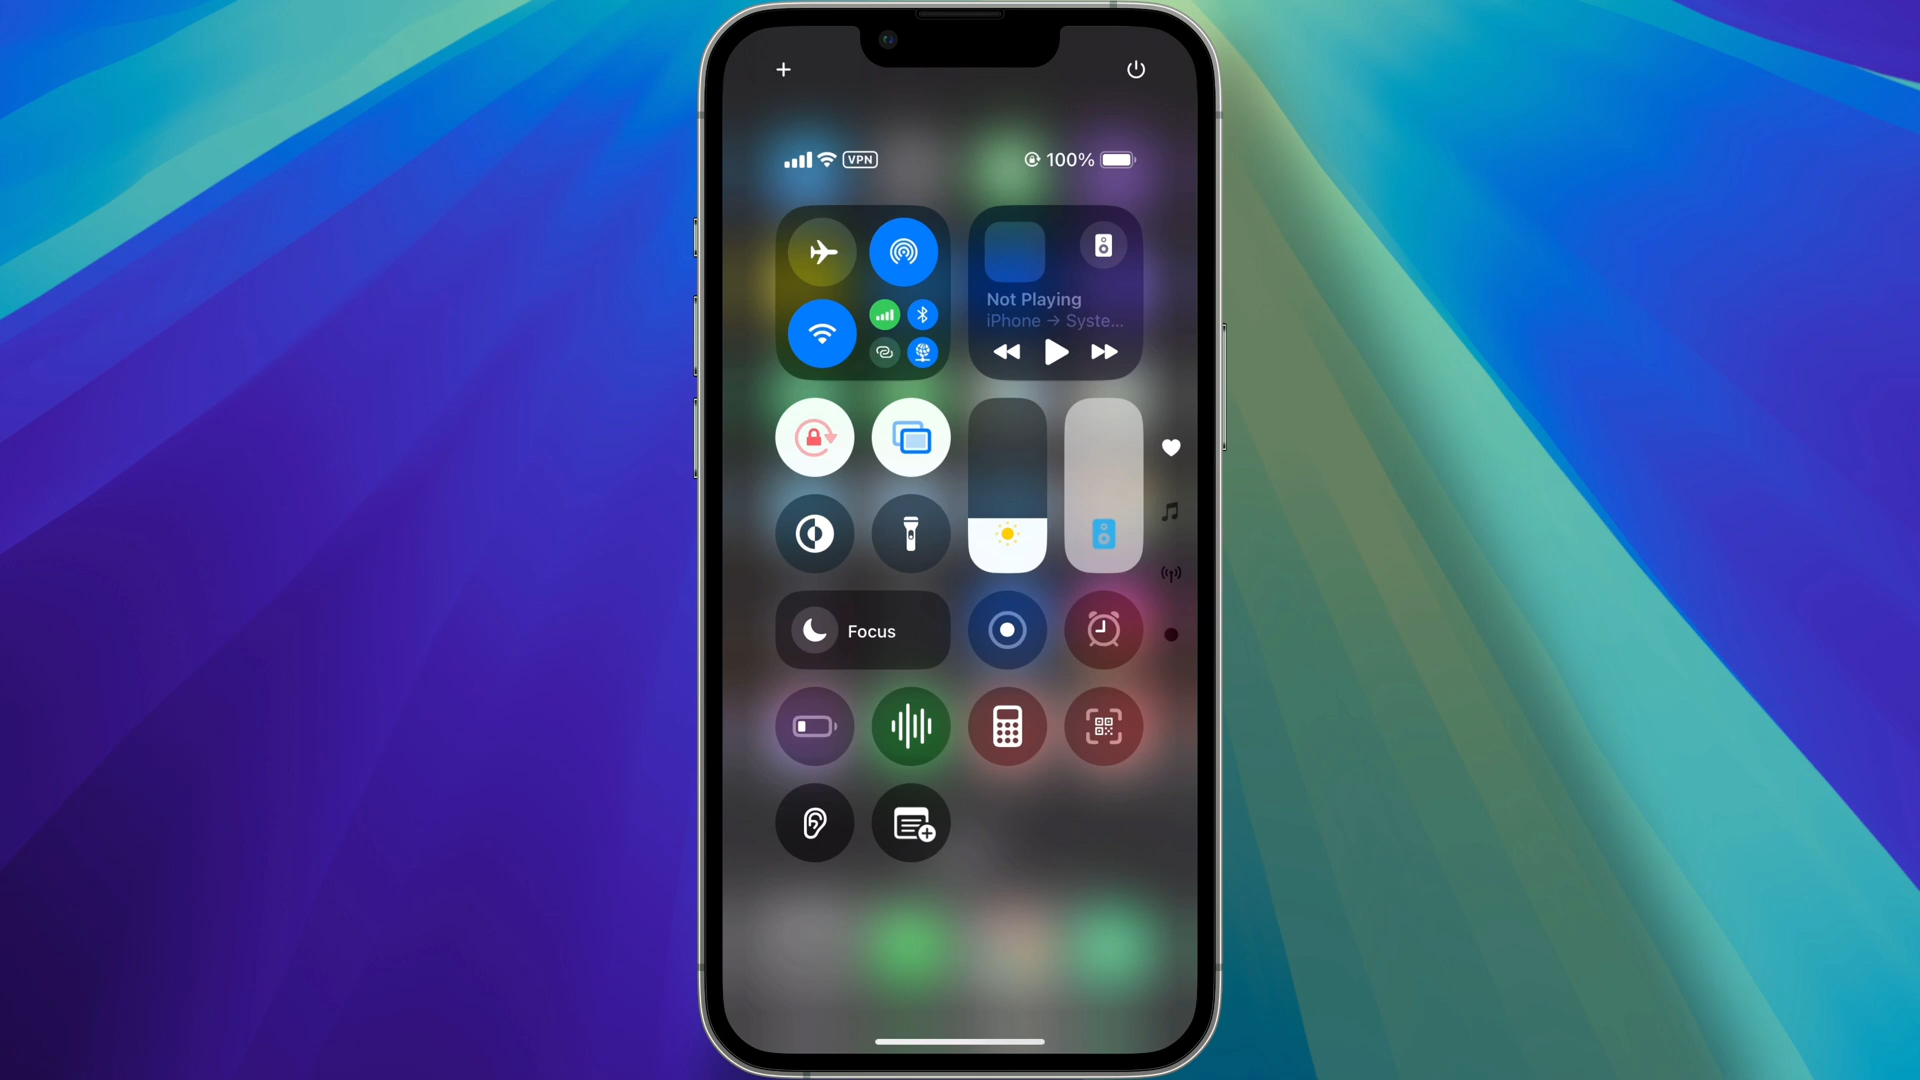 VPN
100%
Not Playing
iPhone → Syste...
Focus